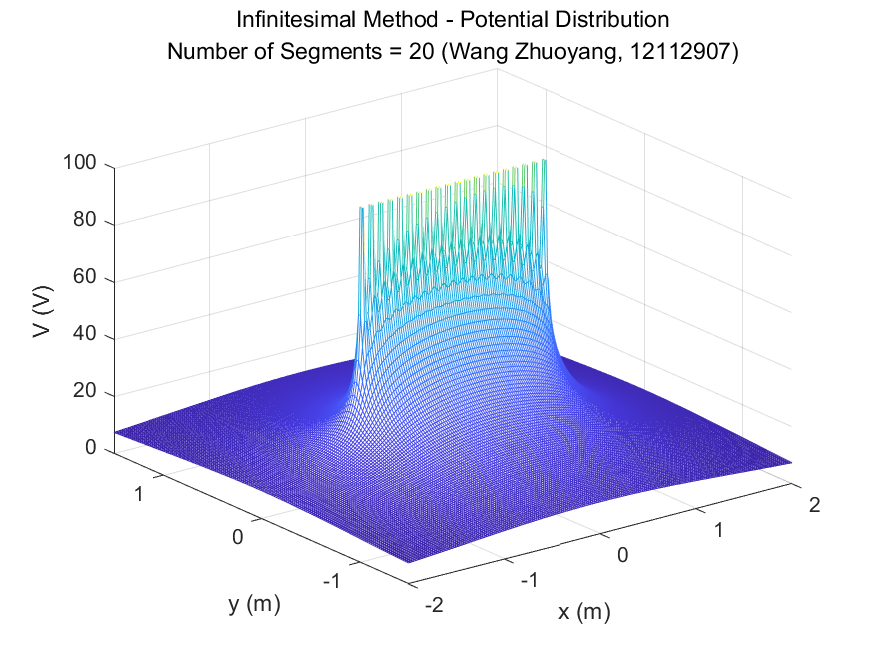 Infinitesimal Method - Potential Distribution
Number of Segments = 20 (Wang Zhuoyang, 12112907)
100
80
60
40
20
0
V (V)
1
0
-1
y (m)
-2
-1
0
1
2
x (m)